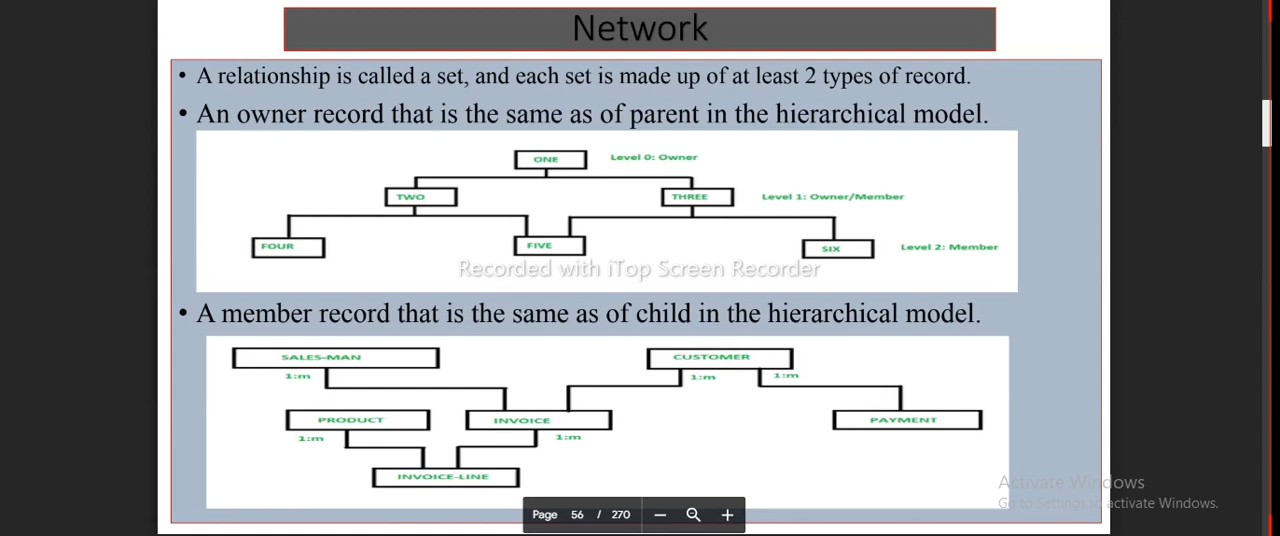 Network
• A relationship is called a set, and each set is made up of at least 2 types of record.
• An owner record that is the same as of parent in the hierarchical model.
ONE Level 0: Owner
TWO THREE Level 1: Owner/Member
FOUR FIVE SIX Level 2: Member
Recorded with iTop Screen Recorder
• A member record that is the same as of child in the hierarchical model.
SALES-MAN CUSTOMER
1:m 1:m 1:m
PRODUCT INVOICE PAYMENT
1:m 1:m
INVOICE-LINE
Activate Windows
Go to Settings to activate Windows.
Page 56 / 270